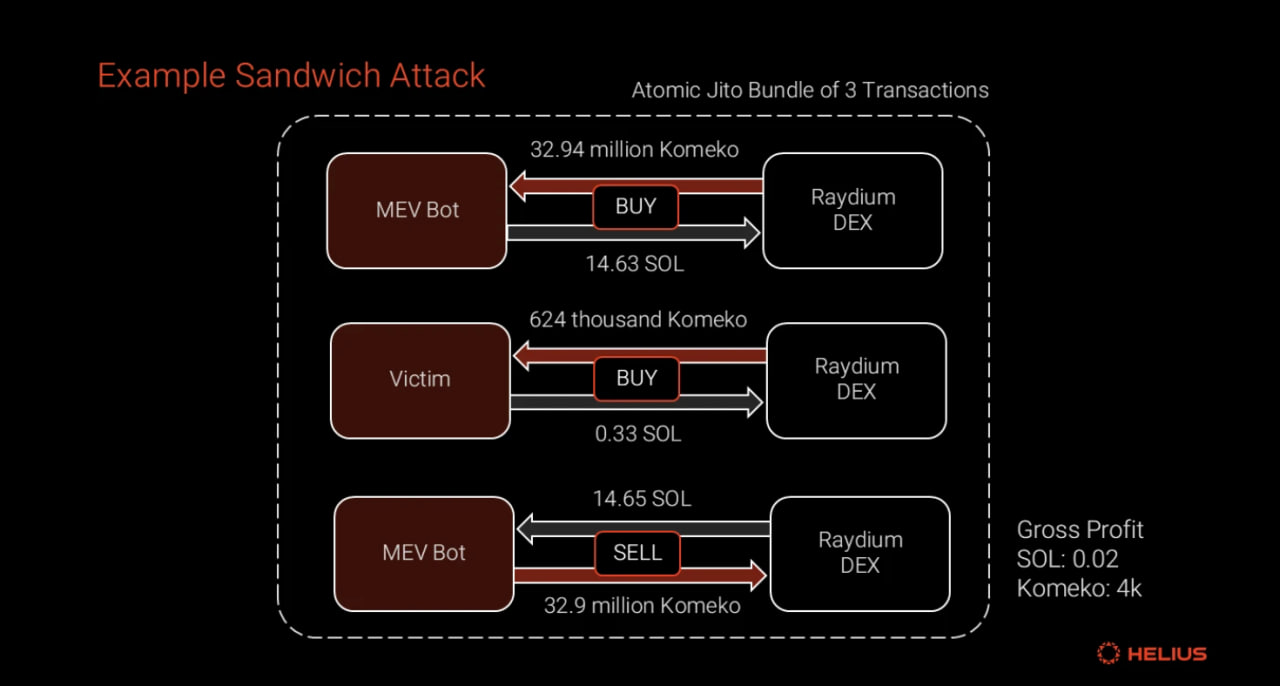 Example Sandwich Attack
Atomic Jito Bundle of 3 Transactions
32.94 million Komeko
MEV Bot
BUY
Raydium
DEX
14.63 SOL
624 thousand Komeko
Victim
BUY
Raydium
DEX
0.33 SOL
14.65 SOL
MEV Bot
SELL
Raydium
DEX
32.9 million Komeko
Gross Profit
SOL: 0.02
Komeko: 4k
HELIUS